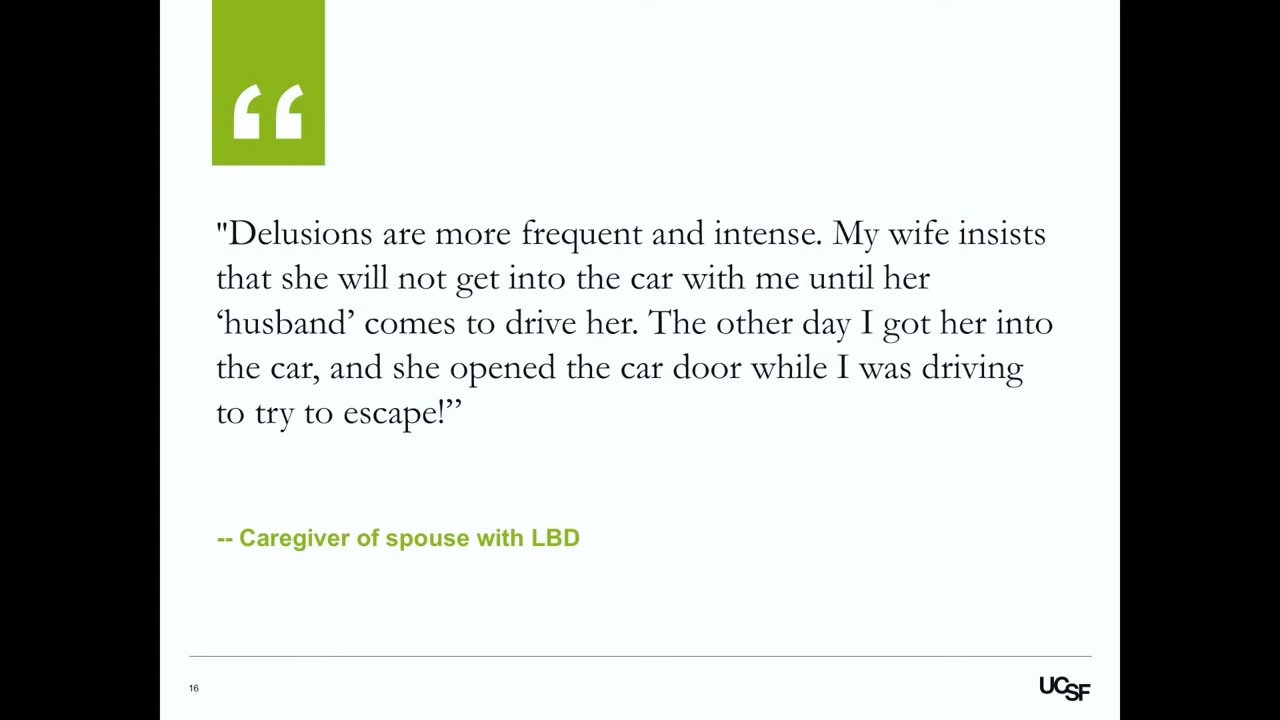 "Delusions are more frequent and intense. My wife insists
that she will not get into the car with me until her
‘husband’ comes to drive her. The other day I got her into
the car, and she opened the car door while I was driving
to try to escape!”
-- Caregiver of spouse with LBD
16
UCSF